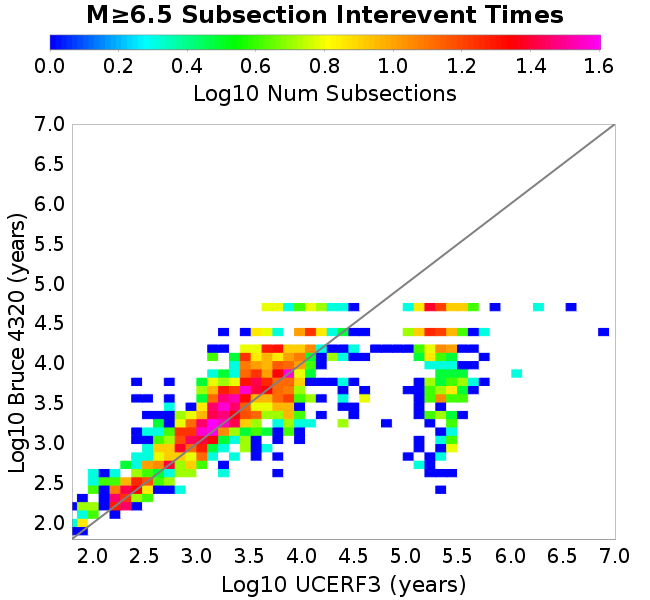 M≥6.5 Subsection Interevent Times
0.0 0.2 0.4 0.6 0.8 1.0 1.2 1.4 1.6
Log10 Num Subsections
7.0
6.5
6.0
5.5
5.0
4.5
4.0
3.5
3.0
2.5
2.0
Log10 Bruce 4320 (years)
2.0 2.5 3.0 3.5 4.0 4.5 5.0 5.5 6.0 6.5 7.0
Log10 UCERF3 (years)